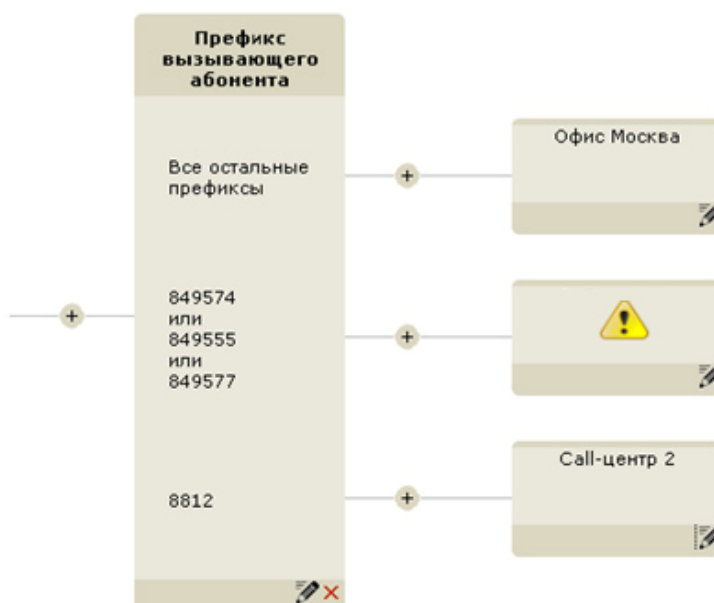 Префикс
вызывающего
абонента
Все остальные
префиксы
Офис Москва
849574
или
849555
или
849577
8812
Call-центр 2